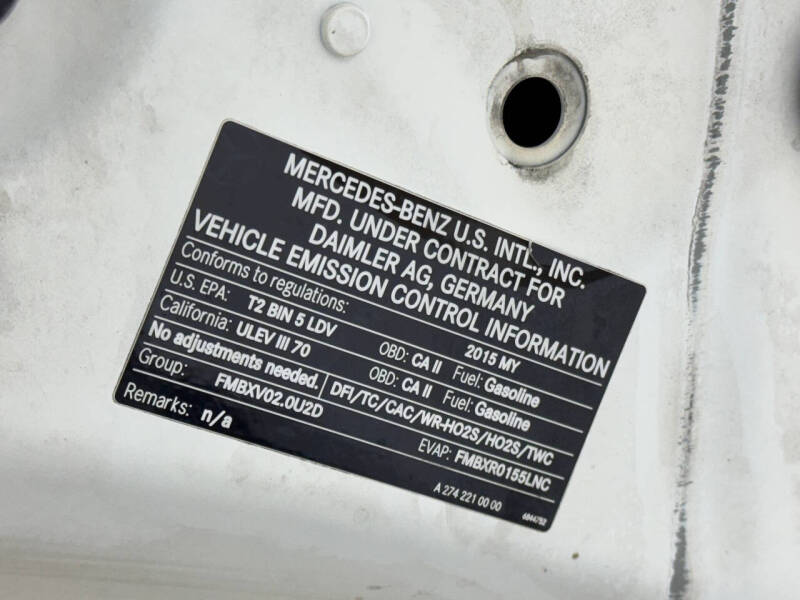 MERCEDES-BENZ U.S. INTL., INC.
MFD. UNDER CONTRACT FOR
DAIMLER AG, GERMANY
VEHICLE EMISSION CONTROL INFORMATION
Conforms to regulations: 2015 MY
U.S. EPA: T2 BIN 5 LDV OBD: CA II Fuel: Gasoline
California: ULEV III 70 OBD: CA II Fuel: Gasoline
No adjustments needed. DFI/TC/CAC/WR-HO2S/HO2S/TWC
Group: FMBXV02.0U2D EVAP: FMBXR0155LNC
Remarks: n/a
A 274 221 00 00